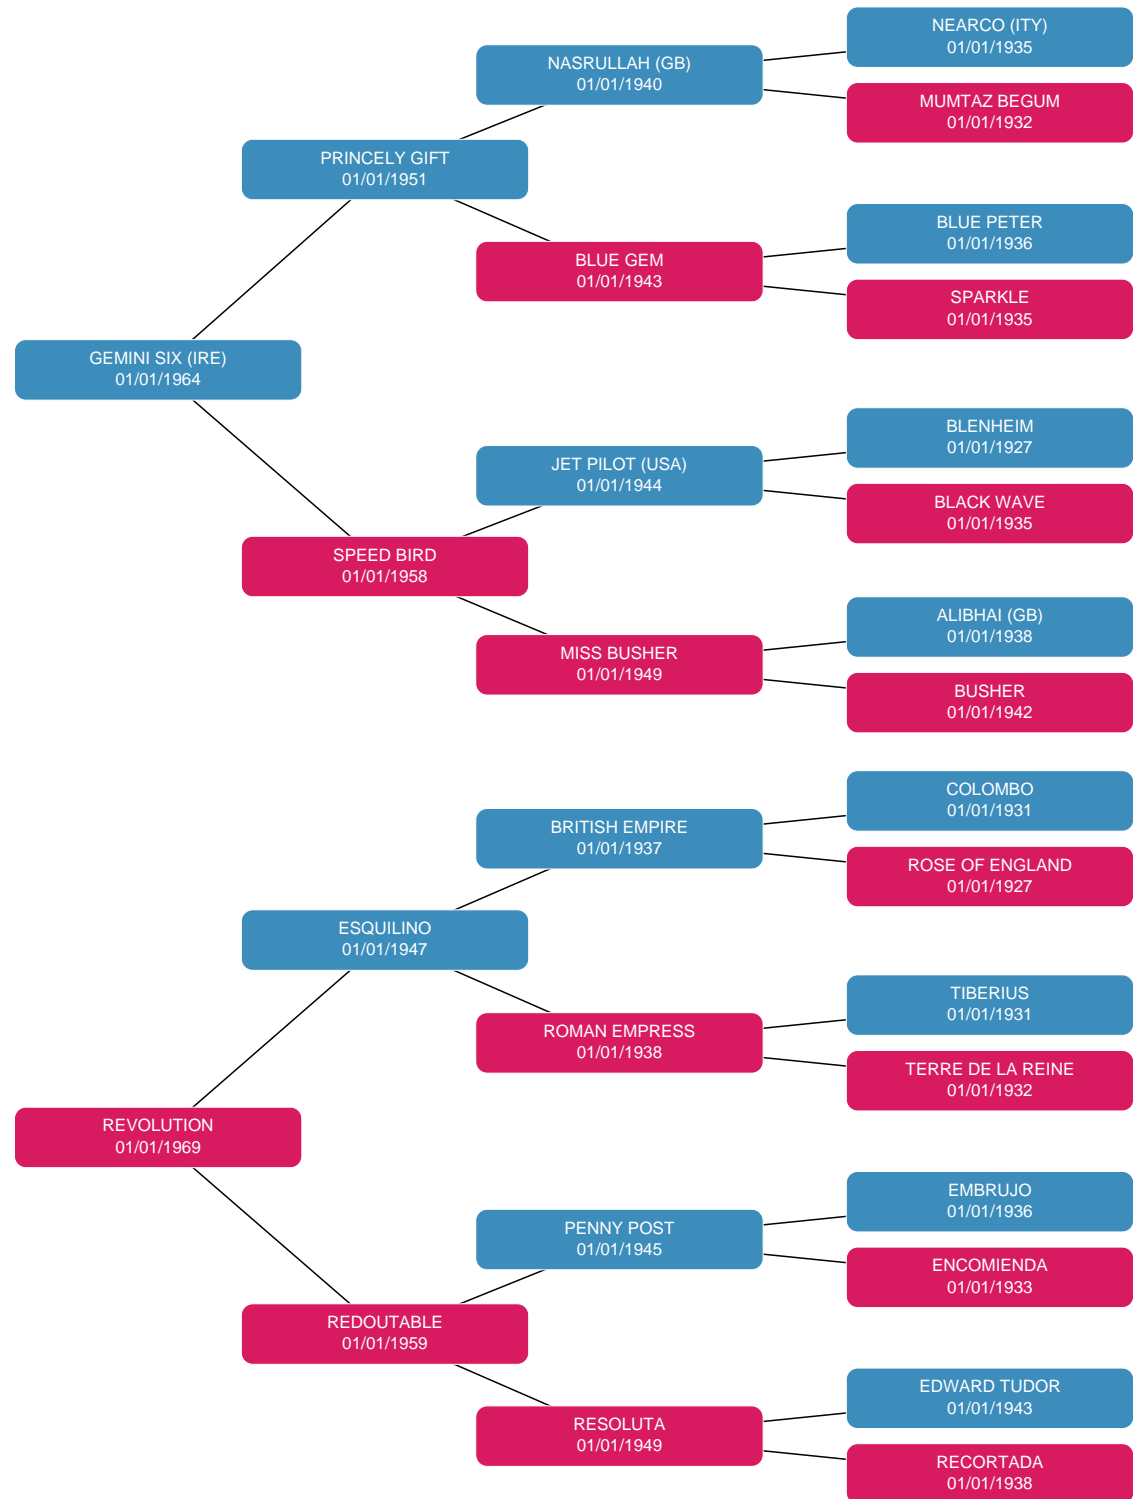 NEARCO (ITY)
01/01/1935
NASRULLAH (GB)
01/01/1940
MUMTAZ BEGUM
01/01/1932
PRINCELY GIFT
01/01/1951
BLUE PETER
01/01/1936
BLUE GEM
01/01/1943
SPARKLE
01/01/1935
GEMINI SIX (IRE)
01/01/1964
BLENHEIM
01/01/1927
JET PILOT (USA)
01/01/1944
BLACK WAVE
01/01/1935
SPEED BIRD
01/01/1958
ALIBHAI (GB)
01/01/1938
MISS BUSHER
01/01/1949
BUSHER
01/01/1942
COLOMBO
01/01/1931
BRITISH EMPIRE
01/01/1937
ROSE OF ENGLAND
01/01/1927
ESQUILINO
01/01/1947
TIBERIUS
01/01/1931
ROMAN EMPRESS
01/01/1938
TERRE DE LA REINE
01/01/1932
REVOLUTION
01/01/1969
EMBRUJO
01/01/1936
PENNY POST
01/01/1945
ENCOMIENDA
01/01/1933
REDOUTABLE
01/01/1959
EDWARD TUDOR
01/01/1943
RESOLUTA
01/01/1949
RECORTADA
01/01/1938